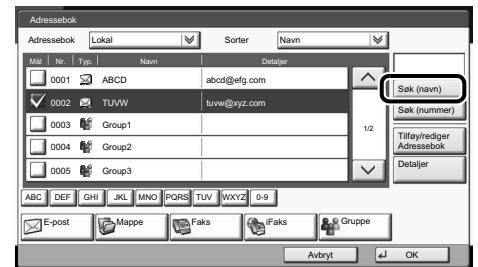 Adressebok
Adressebok Lokal Sorter Navn
Mål Nr. Typ. Navn Detaljer
0001 ABCD abcd@efg.com
0002 TUVW tuvw@xyz.com
0003 Group1
0004 Group2
0005 Group3
1/2
Søk (navn)
Søk (nummer)
Tilføy/rediger
Adressebok
Detaljer
ABC DEF GHI JKL MNO PQRS TUV WXYZ 0-9
E-post Mappe Faks iFaks Gruppe
Avbryt OK